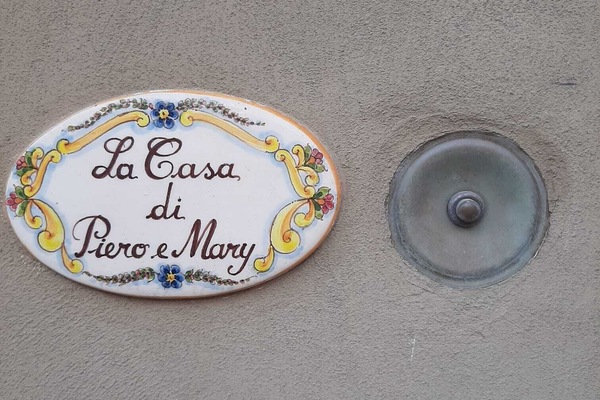 La Casa
di
Piero e Mary